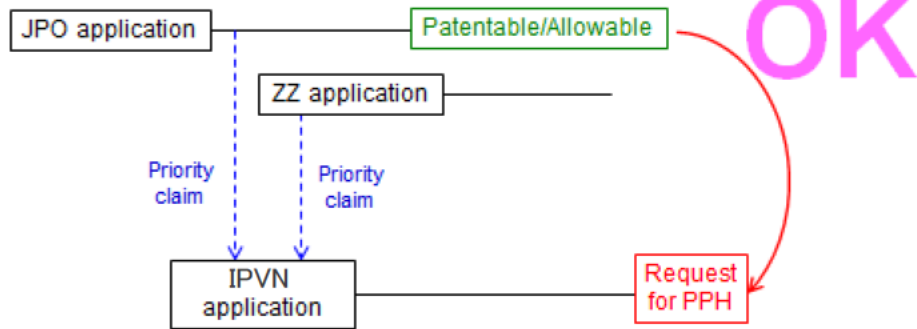 JPO application
Patentable/Allowable
OK
ZZ application
Priority
claim
Priority
claim
IPVN
application
Request
for PPH